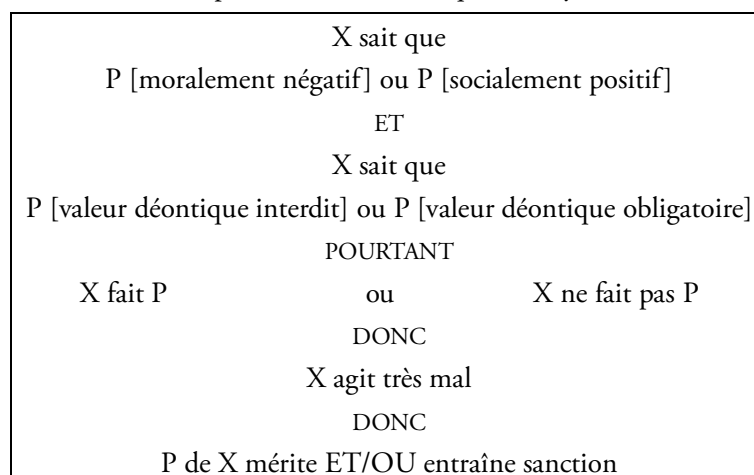 X sait que
P [moralement négatif] ou P [socialement positif]
ET
X sait que
P [valeur déontique interdit] ou P [valeur déontique obligatoire]
POURTANT
X fait P ou X ne fait pas P
DONC
X agit très mal
DONC
P de X mérite ET/OU entraîne sanction